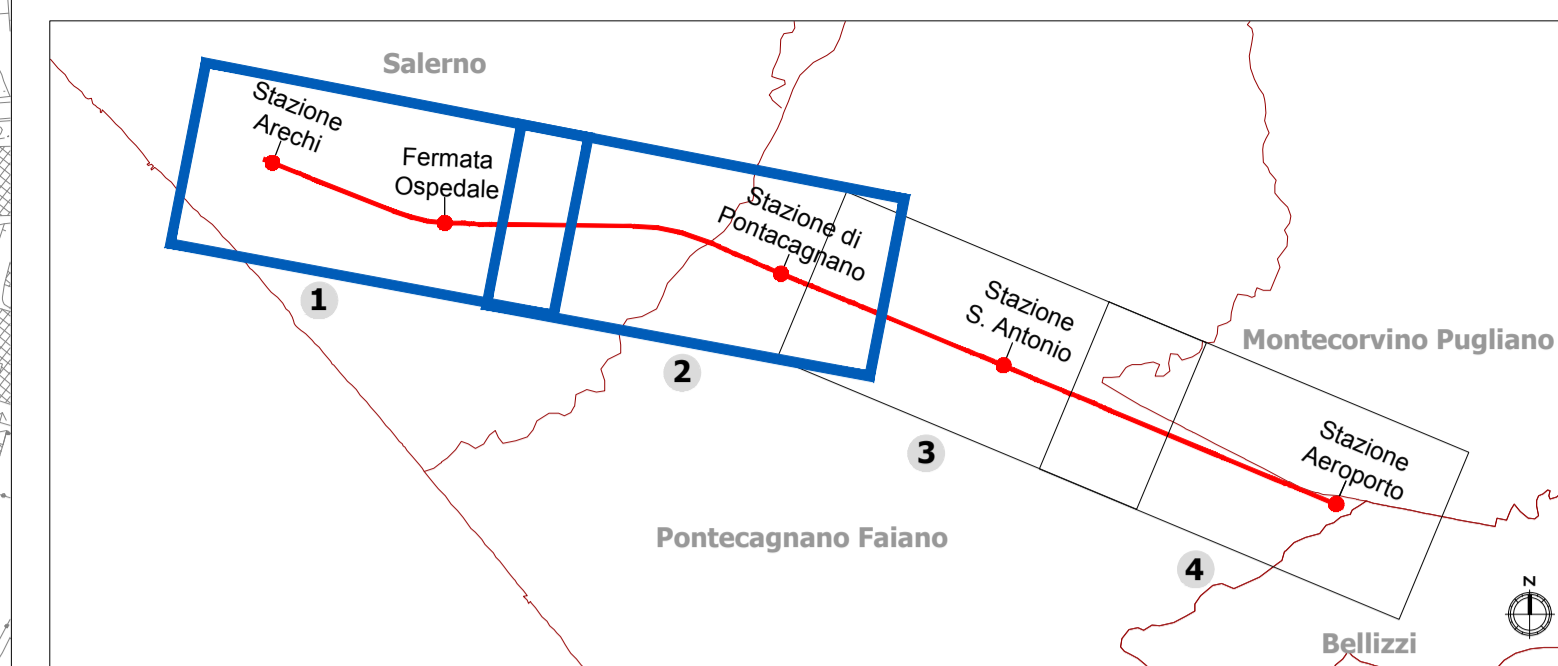 Salerno
Stazione
Arechi
Fermata
Ospedale
1
Stazione di
Pontacagnano
2
Stazione
S. Antonio
3
Montecorvino Pugliano
Stazione
Aeroporto
Pontecagnano Faiano
4
N
Bellizzi